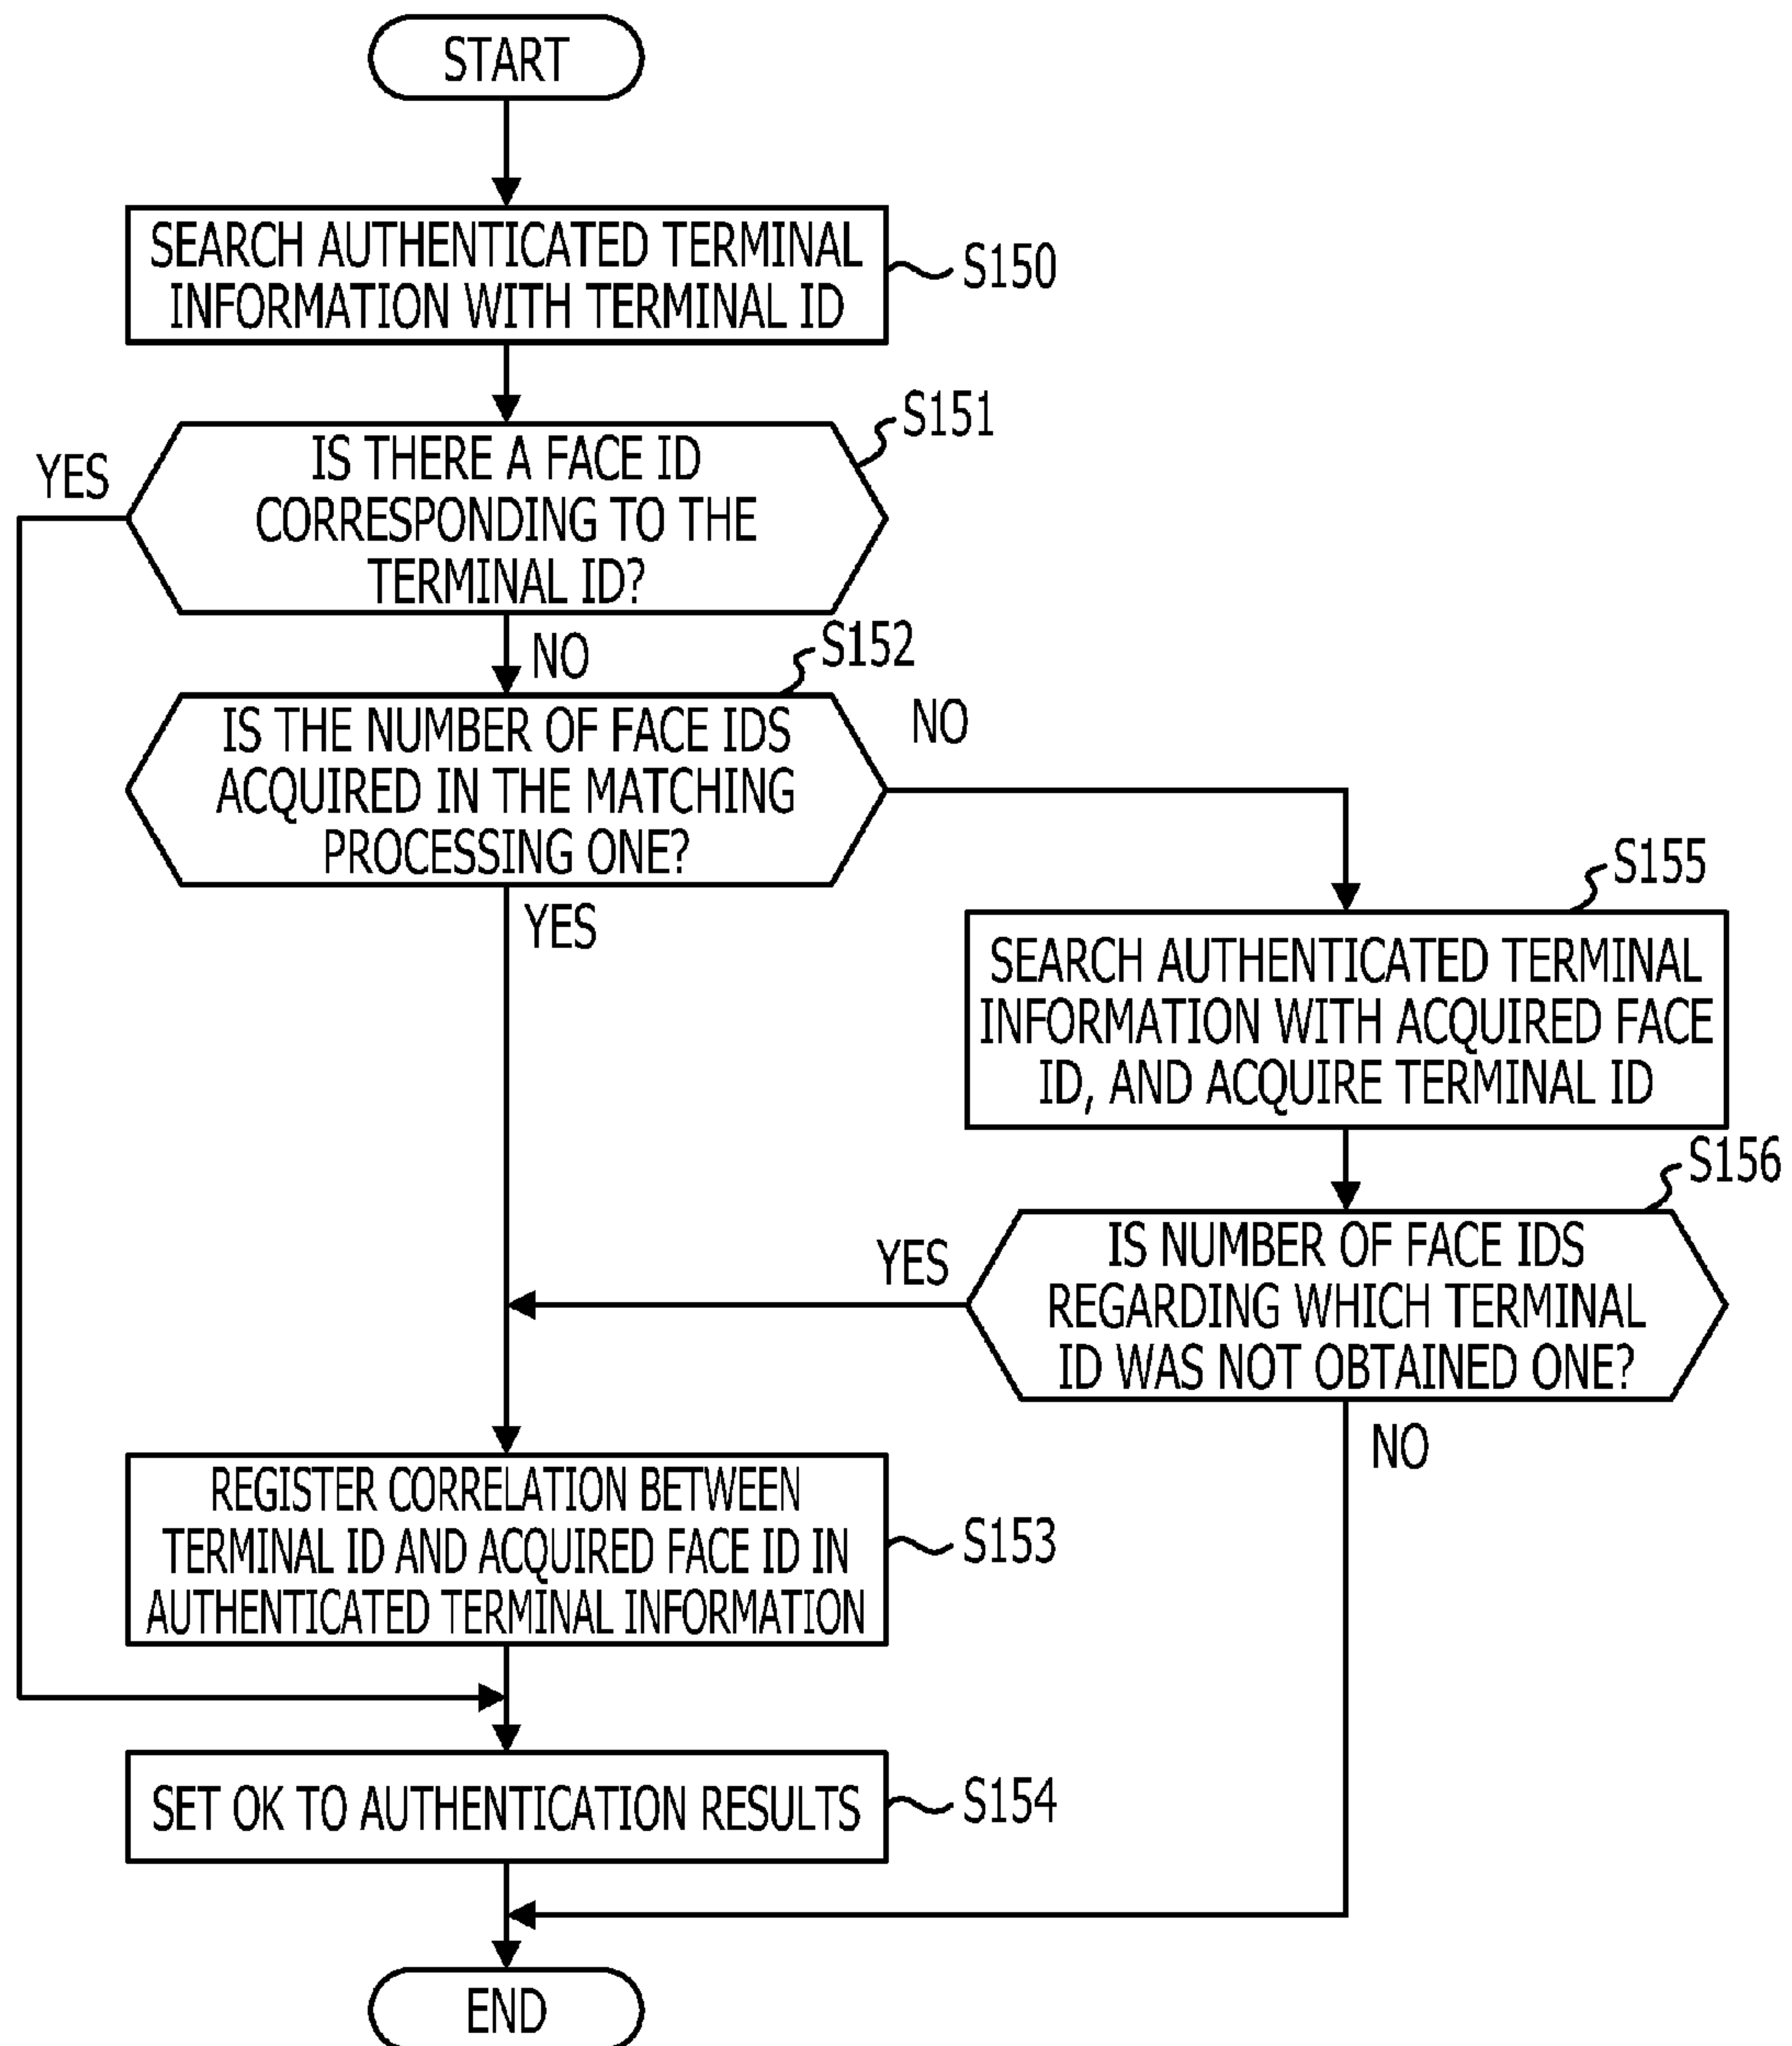 START
SEARCH AUTHENTICATED TERMINAL
INFORMATION WITH TERMINAL ID
S150
S151
YES
IS THERE A FACE ID
CORRESPONDING TO THE
TERMINAL ID?
NO
S152
IS THE NUMBER OF FACE IDS
ACQUIRED IN THE MATCHING
PROCESSING ONE?
NO
YES
S155
SEARCH AUTHENTICATED TERMINAL
INFORMATION WITH ACQUIRED FACE
ID, AND ACQUIRE TERMINAL ID
S156
IS NUMBER OF FACE IDS
REGARDING WHICH TERMINAL
ID WAS NOT OBTAINED ONE?
YES
NO
REGISTER CORRELATION BETWEEN
TERMINAL ID AND ACQUIRED FACE ID IN
AUTHENTICATED TERMINAL INFORMATION
S153
SET OK TO AUTHENTICATION RESULTS
S154
END